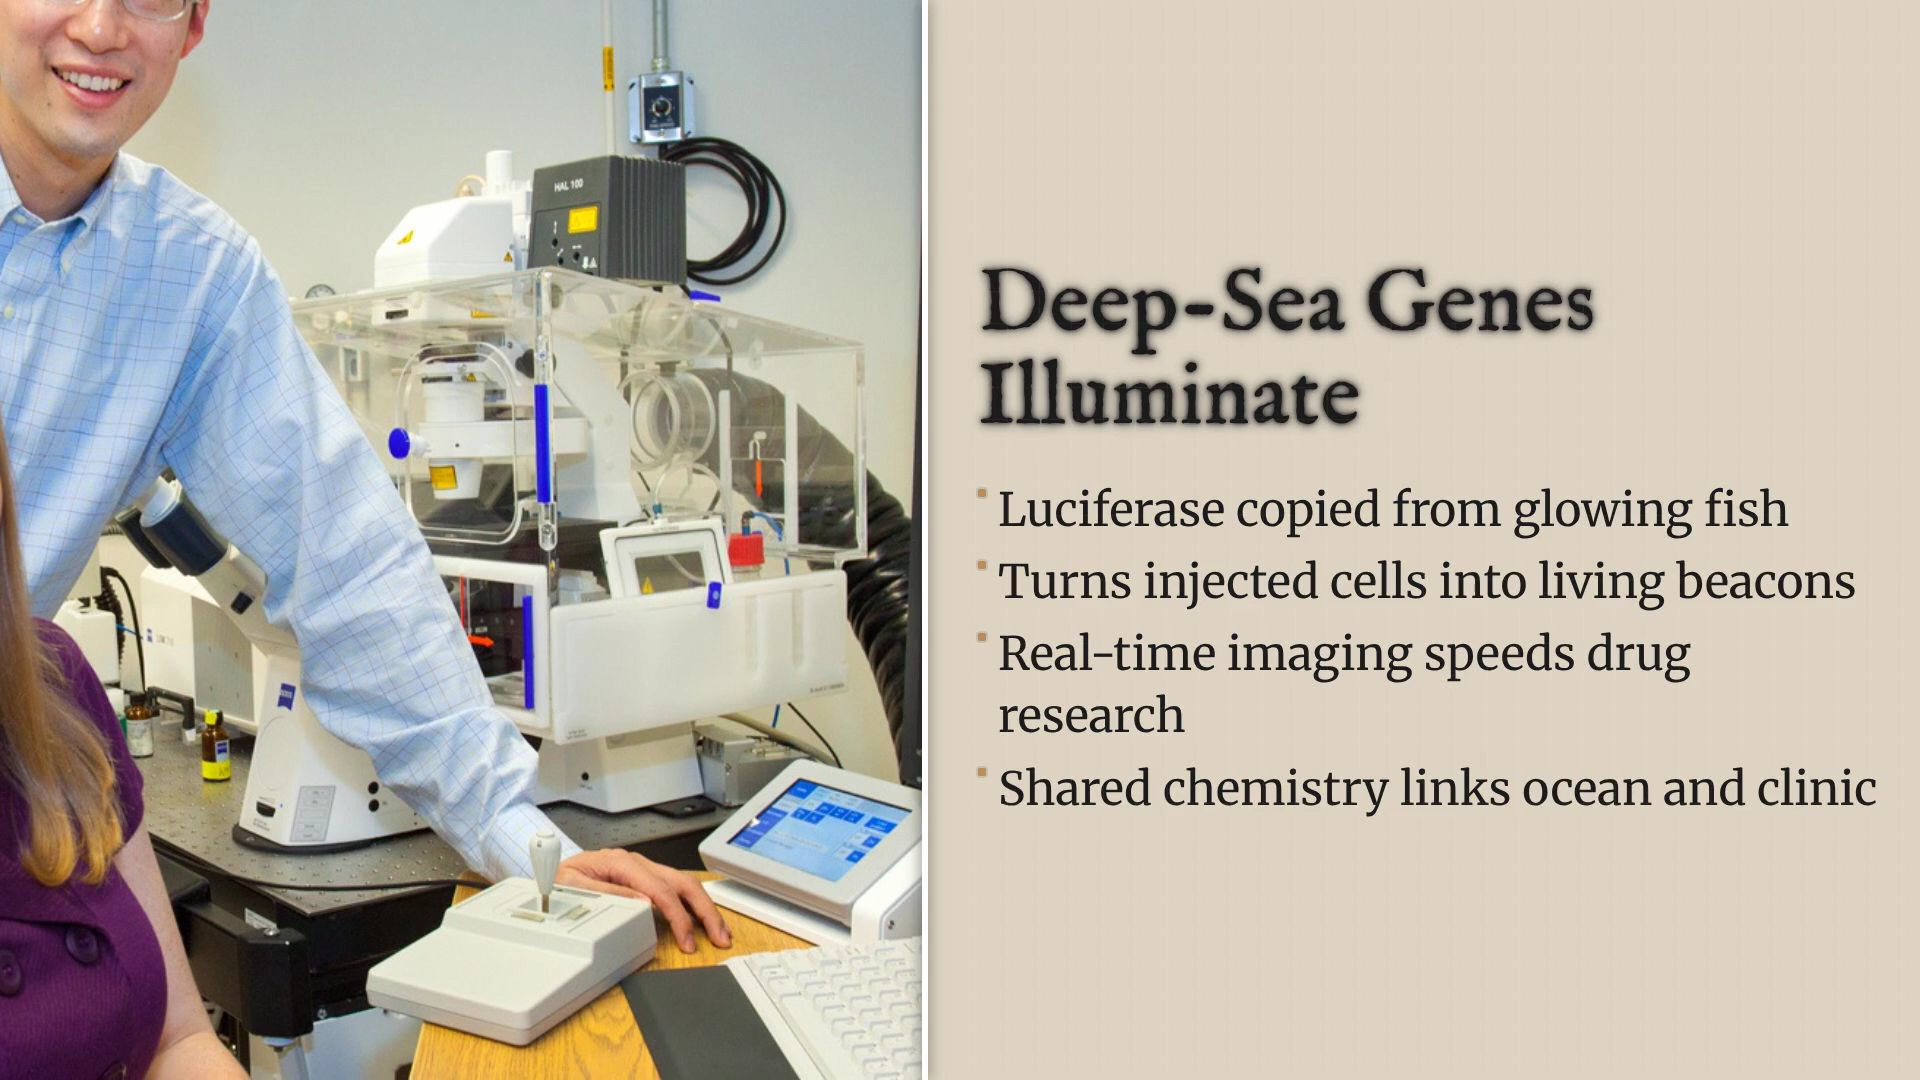 HAL 100
Deep-Sea Genes
Illuminate
Luciferase copied from glowing fish
Turns injected cells into living beacons
Real-time imaging speeds drug
research
Shared chemistry links ocean and clinic